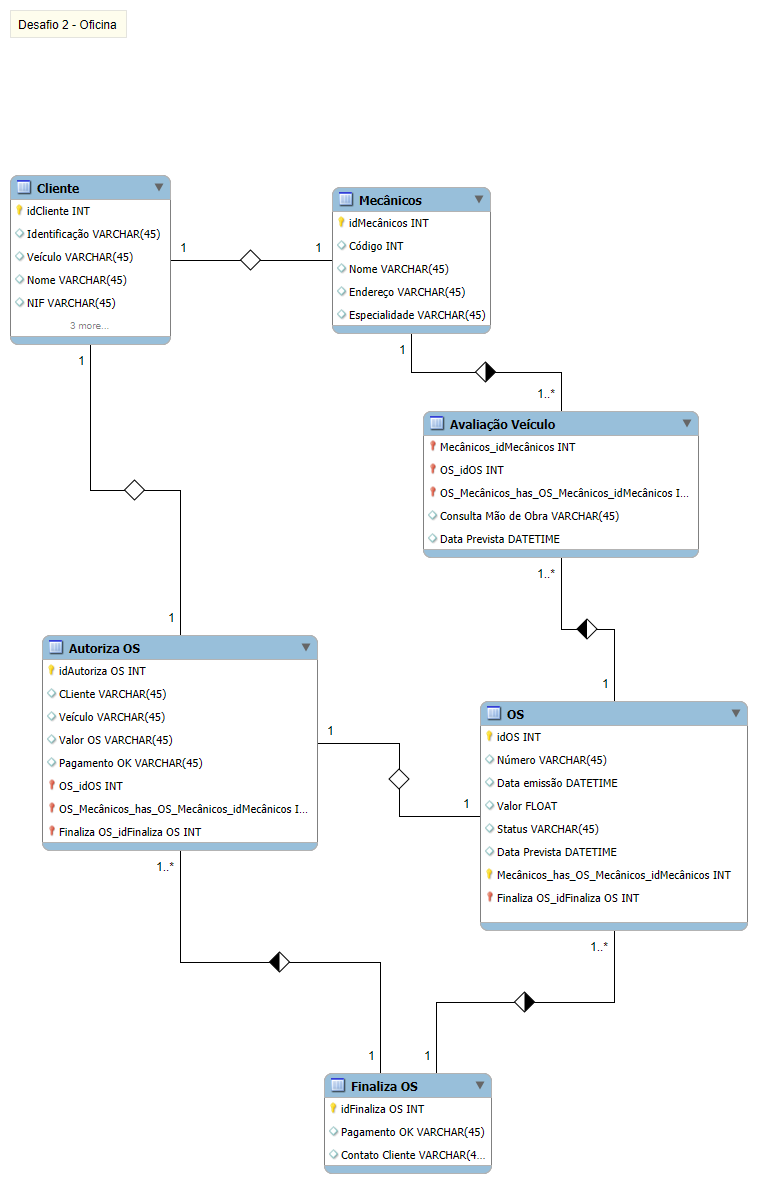 Desafio 2 - Oficina
Cliente
idCliente INT
Identificação VARCHAR(45)
Veículo VARCHAR(45)
Nome VARCHAR(45)
NIF VARCHAR(45)
3 more...
1
1
Mecânicos
idMecânicos INT
Código INT
Nome VARCHAR(45)
Endereço VARCHAR(45)
Especialidade VARCHAR(45)
1
1
1..*
Avaliação Veículo
Mecânicos_idMecânicos INT
OS_idOS INT
OS_Mecânicos_has_OS_Mecânicos_idMecânicos I...
Consulta Mão de Obra VARCHAR(45)
Data Prevista DATETIME
1..*
1
1
Autoriza OS
idAutoriza OS INT
CLiente VARCHAR(45)
Veículo VARCHAR(45)
Valor OS VARCHAR(45)
Pagamento OK VARCHAR(45)
OS_idOS INT
OS_Mecânicos_has_OS_Mecânicos_idMecânicos I...
Finaliza OS_idFinaliza OS INT
1
1
OS
idOS INT
Número VARCHAR(45)
Data emissão DATETIME
Valor FLOAT
Status VARCHAR(45)
Data Prevista DATETIME
Mecânicos_has_OS_Mecânicos_idMecânicos INT
Finaliza OS_idFinaliza OS INT
1..*
1..*
1
1
Finaliza OS
idFinaliza OS INT
Pagamento OK VARCHAR(45)
Contato Cliente VARCHAR(4...